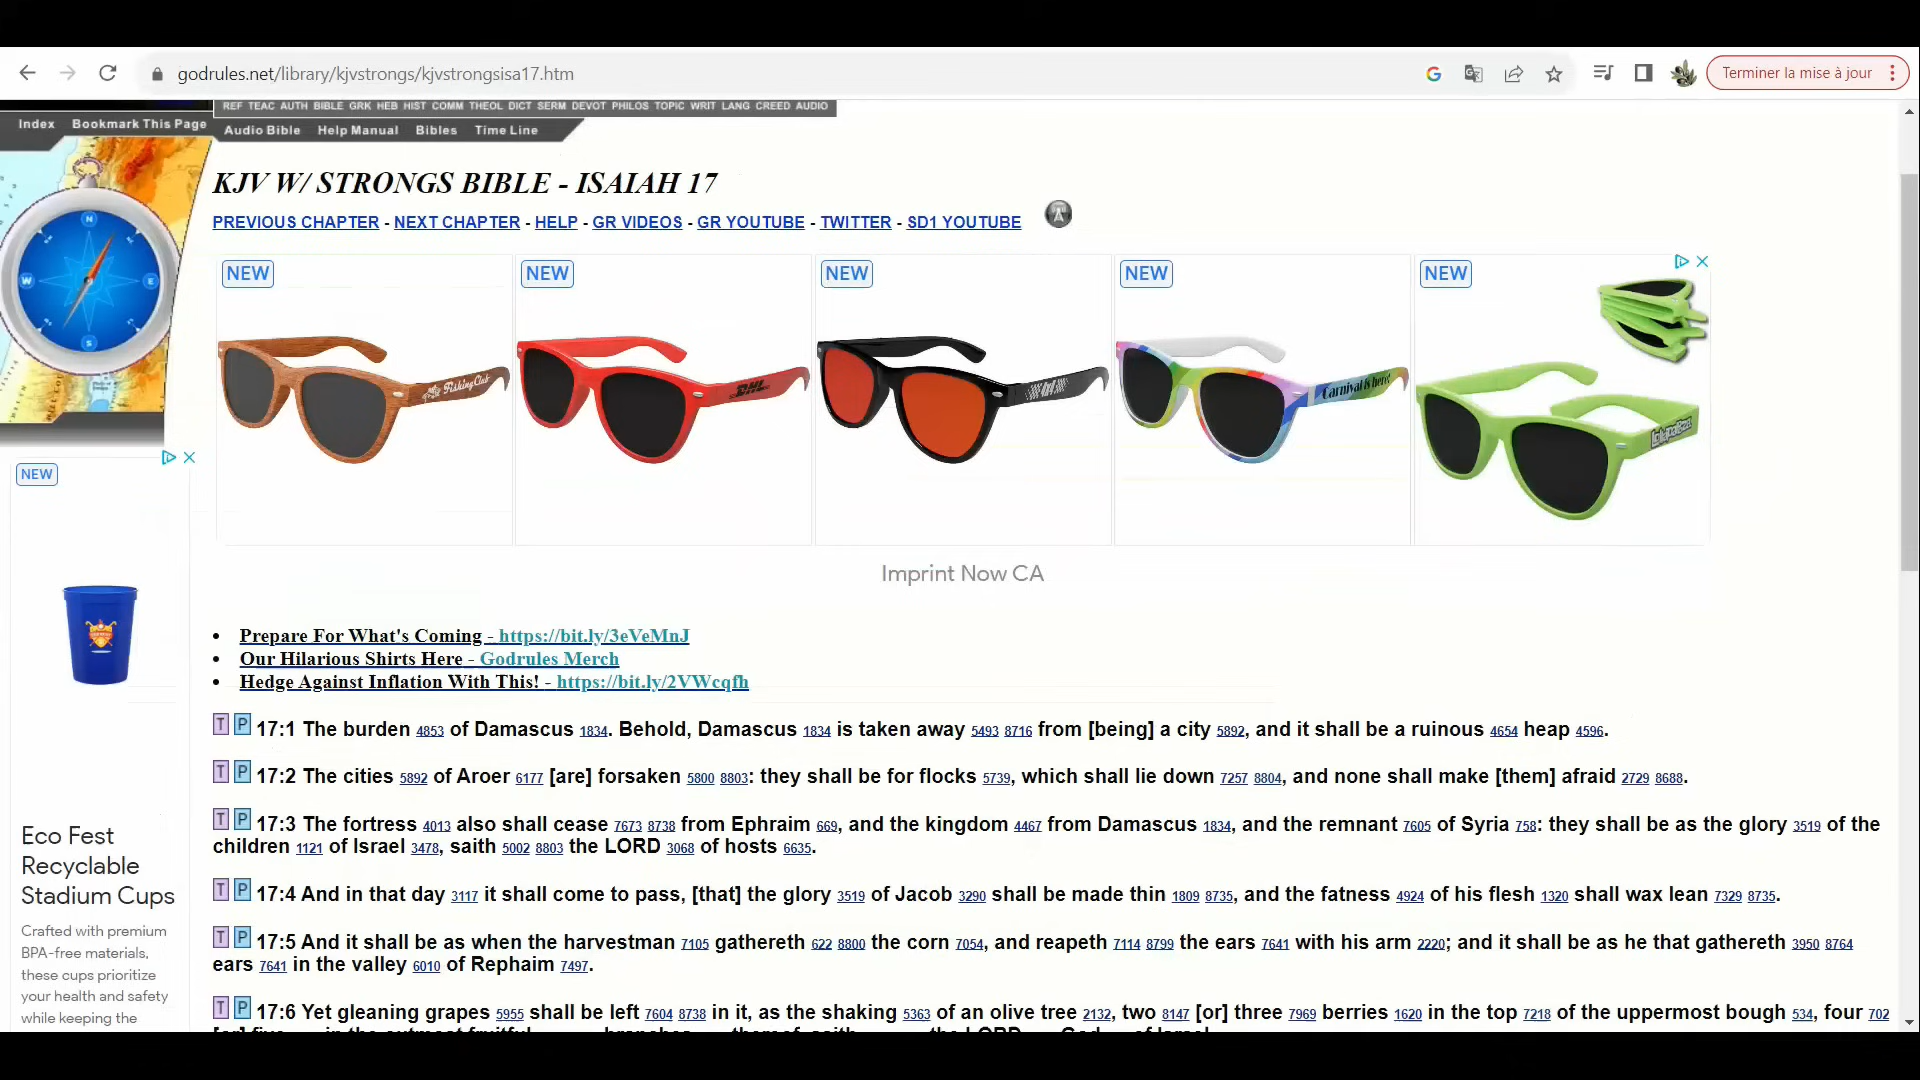 godrules.net/library/kjvstrongs/kjvstrongsisa17.htm
Terminer la mise à jour
REF TEAC AUTH BIBLE GRK HEB HIST COMM THEOL DICT SERM DEVOT PHILOS TOPIC WRIT LANG CREED AUDIO
Index Bookmark This Page
Audio Bible Help Manual Bibles Time Line
KJV W/ STRONGS BIBLE - ISAIAH 17
PREVIOUS CHAPTER - NEXT CHAPTER - HELP - GR VIDEOS - GR YOUTUBE - TWITTER - SD1 YOUTUBE
NEW NEW NEW NEW NEW
N
W E
S
Fishing Club
DHL
Carnival is here!
NEW
Imprint Now CA
• Prepare For What's Coming - https://bit.ly/3eVeMnJ
• Our Hilarious Shirts Here - Godrules Merch
• Hedge Against Inflation With This! - https://bit.ly/2VWcqfh
T P 17:1 The burden 4853 of Damascus 1834. Behold, Damascus 1834 is taken away 5493 8716 from [being] a city 5892, and it shall be a ruinous 4654 heap 4596.
T P 17:2 The cities 5892 of Aroer 6177 [are] forsaken 5800 8803: they shall be for flocks 5739, which shall lie down 7257 8804, and none shall make [them] afraid 2729 8688.
T P 17:3 The fortress 4013 also shall cease 7673 8738 from Ephraim 669, and the kingdom 4467 from Damascus 1834, and the remnant 7605 of Syria 758: they shall be as the glory 3519 of the
children 1121 of Israel 3478, saith 5002 8803 the LORD 3068 of hosts 6635.
T P 17:4 And in that day 3117 it shall come to pass, [that] the glory 3519 of Jacob 3290 shall be made thin 1809 8735, and the fatness 4924 of his flesh 1320 shall wax lean 7329 8735.
T P 17:5 And it shall be as when the harvestman 7105 gathereth 622 8800 the corn 7054, and reapeth 7114 8799 the ears 7641 with his arm 2220; and it shall be as he that gathereth 3950 8764
ears 7641 in the valley 6010 of Rephaim 7497.
T P 17:6 Yet gleaning grapes 5955 shall be left 7604 8738 in it, as the shaking 5363 of an olive tree 2132, two 8147 [or] three 7969 berries 1620 in the top 7218 of the uppermost bough 534, four 702
Eco Fest
Recyclable
Stadium Cups
Crafted with premium
BPA-free materials,
these cups prioritize
your health and safety
while keeping the